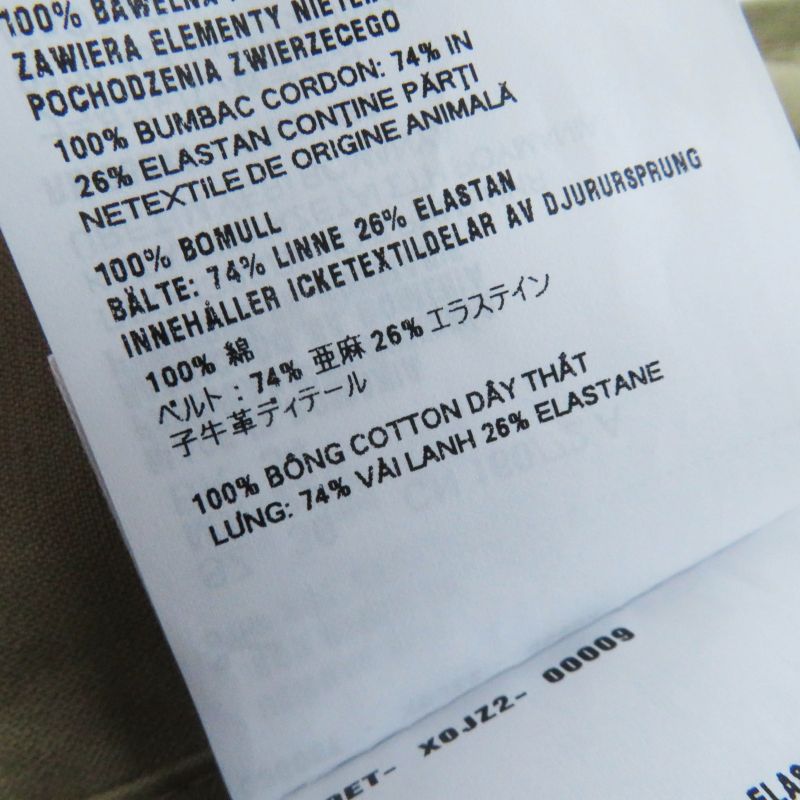 100% BAWEŁNA
ZAWIERA ELEMENTY
POCHODZENIA ZWIERZECEGO
100% BUMBAC CORDON: 74% IN
26% ELASTAN CONȚINE PĂRȚI
NETEXTILE DE ORIGINE ANIMALĂ
100% BOMULL
BÄLTE: 74% LINNE 26% ELASTAN
INNEHÅLLER ICKETEXTILDELAR AV DJURURSPRUNG
100% 綿
ベルト：74% 亜麻 26% エラステイン
子牛革ディテール
100% BÔNG COTTON DÂY THẮT
LƯNG: 74% VẢI LANH 26% ELASTANE
XOJZ2- 00009